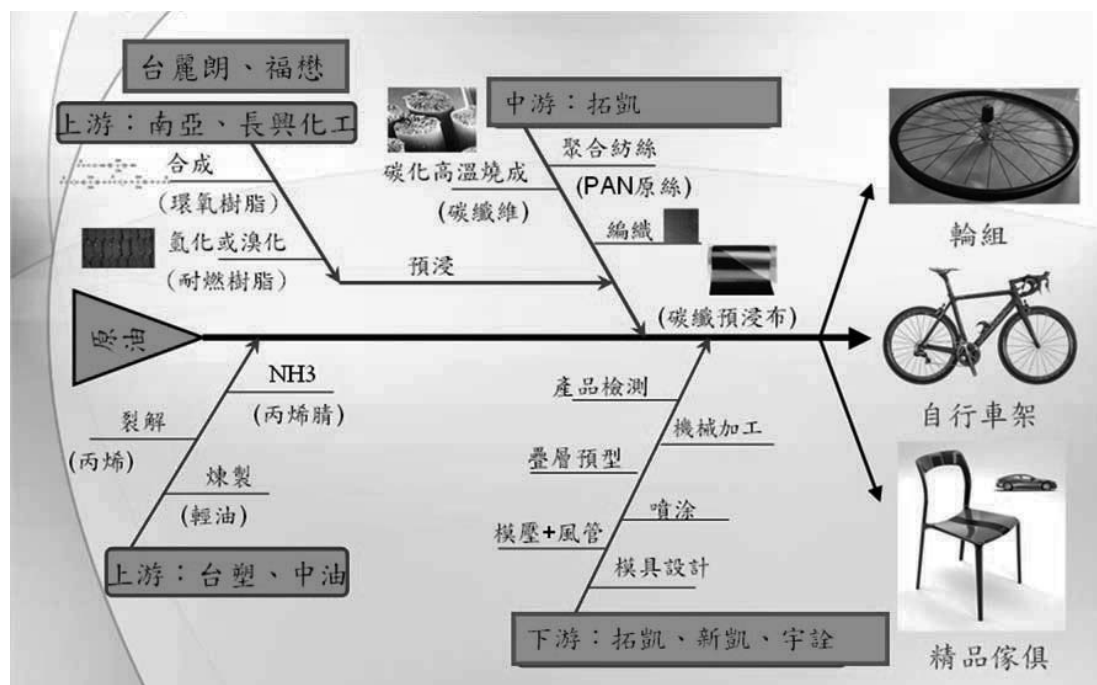 台麗朗、福懋
上游：南亞、長興化工
合成
(環氧樹脂)
氫化或溴化
(耐燃樹脂)
預浸
中游：拓凱
聚合紡絲
(PAN原絲)
碳化高溫燒成
(碳纖維)
編織
(碳纖預浸布)
原油
NH3
(丙烯腈)
裂解
(丙烯)
煉製
(輕油)
上游：台塑、中油
產品檢測
機械加工
疊層預型
噴塗
模壓+風管
模具設計
下游：拓凱、新凱、宇詮
輪組
自行車架
精品傢俱